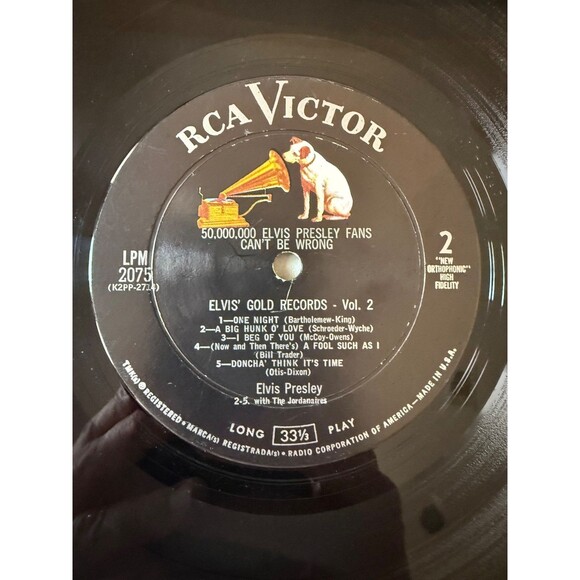 RCA VICTOR
50,000,000 ELVIS PRESLEY FANS
CAN'T BE WRONG
LPM
2075
(K2PP-2714)
2
"NEW
ORTHOPHONIC"
HIGH
FIDELITY
ELVIS' GOLD RECORDS - Vol. 2
1—ONE NIGHT (Bartholemew-King)
2—A BIG HUNK O' LOVE (Schroeder-Wyche)
3—I BEG OF YOU (McCoy-Owens)
4—(Now and Then There's) A FOOL SUCH AS I
(Bill Trader)
5—DONCHA' THINK IT'S TIME
(Otis-Dixon)
Elvis Presley
2-5. with The Jordanaires
LONG 33⅓ PLAY
TMK(s) ® REGISTERED • MARCA(s) REGISTRADA(s) • RADIO CORPORATION OF AMERICA—MADE IN U.S.A.